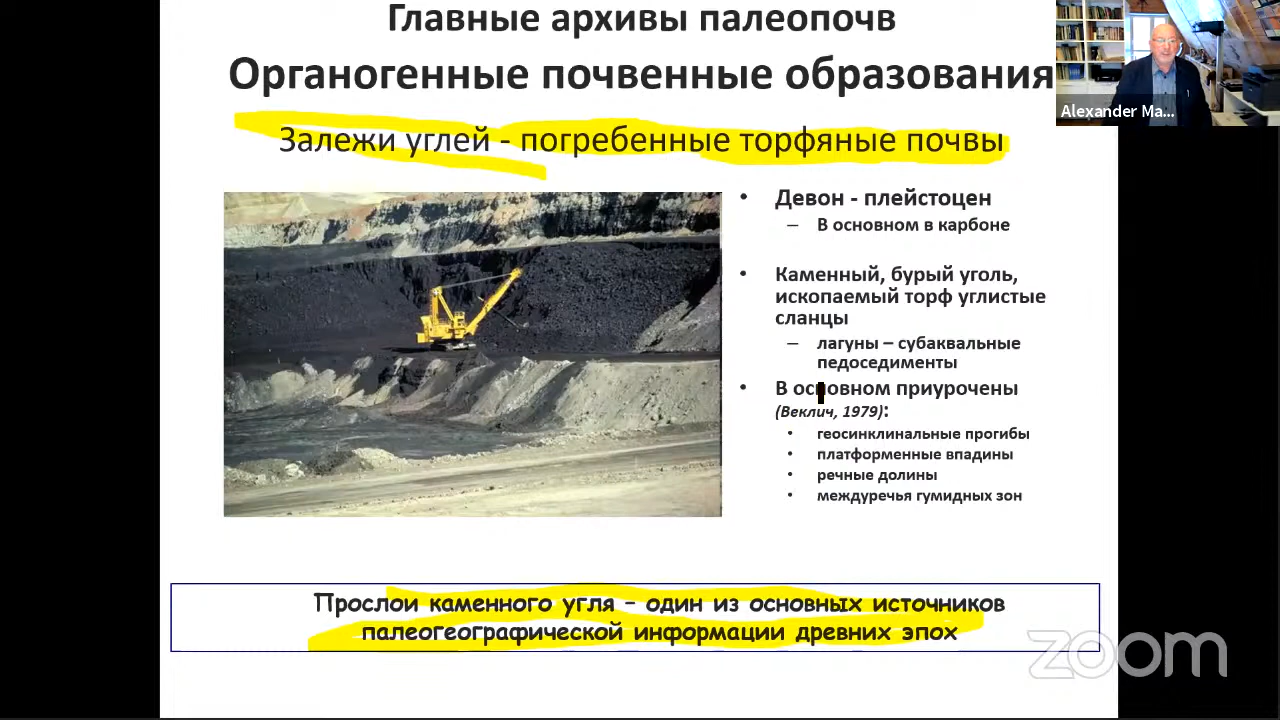 Главные архивы палеопочв
Органогенные почвенные образования
Alexander Ma...
Залежи углей - погребенные торфяные почвы
• Девон - плейстоцен
– В основном в карбоне
• Каменный, бурый уголь,
ископаемый торф углистые
сланцы
– лагуны – субаквальные
педоседименты
• В основном приурочены
(Веклич, 1979):
• геосинклинальные прогибы
• платформенные впадины
• речные долины
• междуречья гумидных зон
Прослои каменного угля – один из основных источников
палеогеографической информации древних эпох
zoom